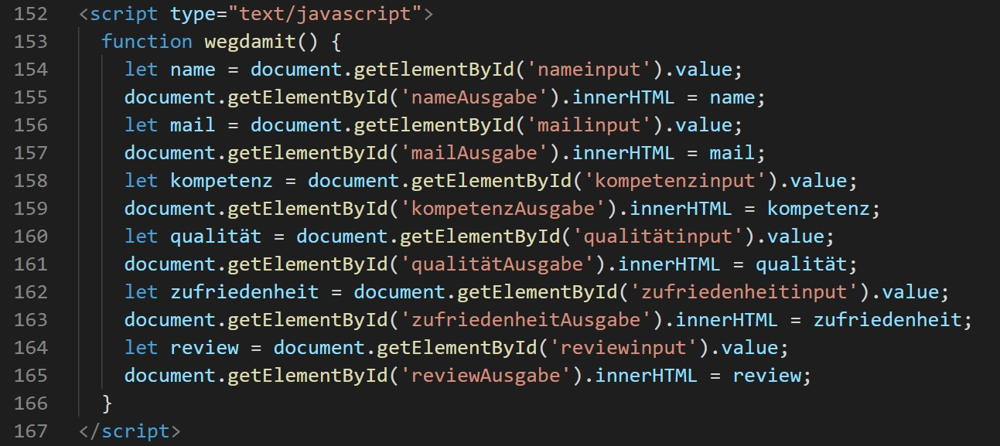 152 <script type="text/javascript">
153 function wegdamit() {
154 let name = document.getElementById('nameinput').value;
155 document.getElementById('nameAusgabe').innerHTML = name;
156 let mail = document.getElementById('mailinput').value;
157 document.getElementById('mailAusgabe').innerHTML = mail;
158 let kompetenz = document.getElementById('kompetenzinput').value;
159 document.getElementById('kompetenzAusgabe').innerHTML = kompetenz;
160 let qualität = document.getElementById('qualitätinput').value;
161 document.getElementById('qualitätAusgabe').innerHTML = qualität;
162 let zufriedenheit = document.getElementById('zufriedenheitinput').value;
163 document.getElementById('zufriedenheitAusgabe').innerHTML = zufriedenheit;
164 let review = document.getElementById('reviewinput').value;
165 document.getElementById('reviewAusgabe').innerHTML = review;
166 }
167 </script>